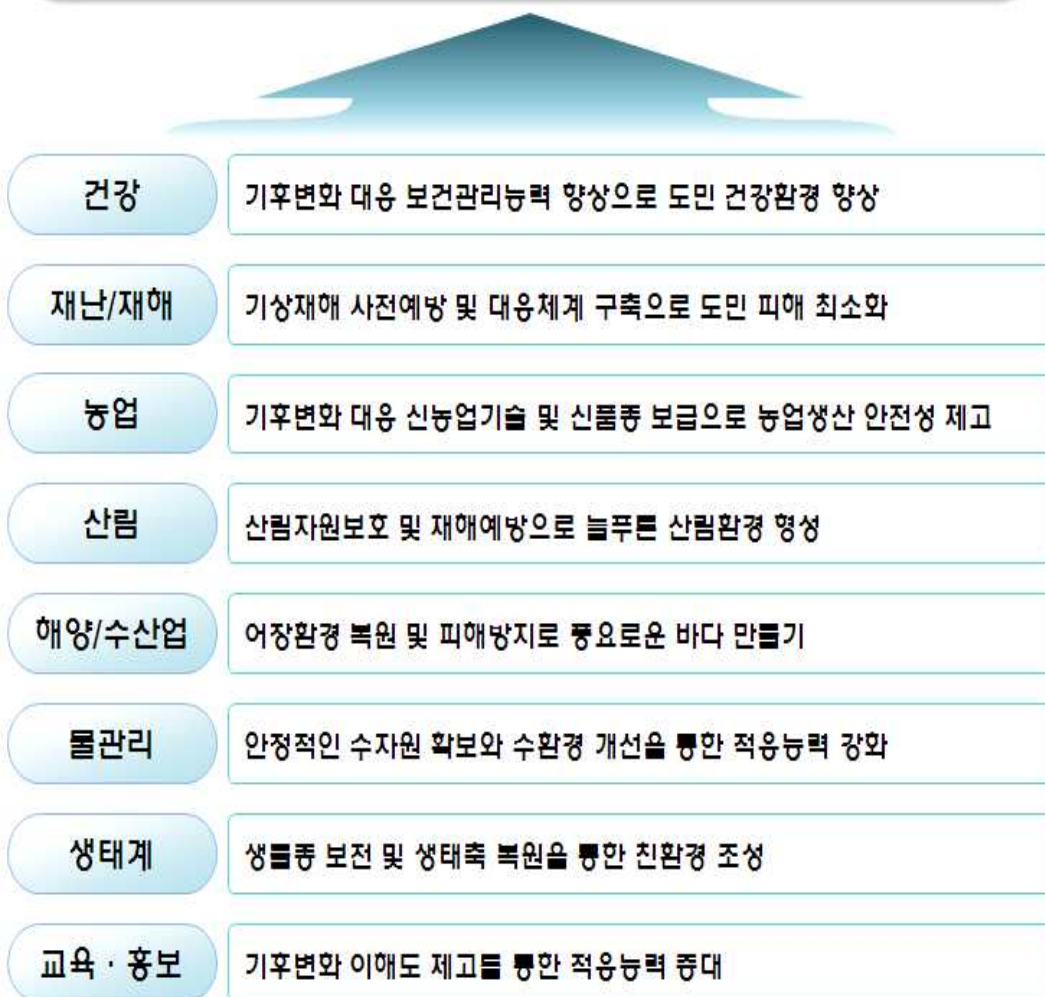 건강
기후변화 대응 보건관리능력 향상으로 도민 건강환경 향상
재난/재해
기상재해 사전예방 및 대응체계 구축으로 도민 피해 최소화
농업
기후변화 대응 신농업기술 및 신품종 보급으로 농업생산 안전성 제고
산림
산림자원보호 및 재해예방으로 늘푸른 산림환경 형성
해양/수산업
어장환경 복원 및 피해방지로 풍요로운 바다 만들기
물관리
안정적인 수자원 확보와 수환경 개선을 통한 적응능력 강화
생태계
생물종 보전 및 생태축 복원을 통한 친환경 조성
교육 · 홍보
기후변화 이해도 제고를 통한 적응능력 증대